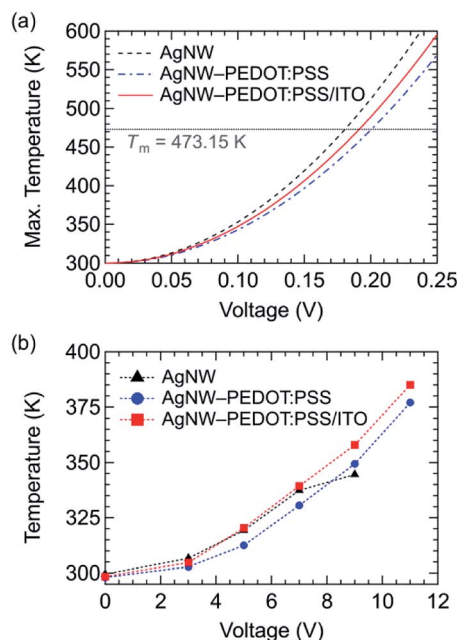 (a)
600
550
500
450
400
350
300
Max. Temperature (K)
AgNW
AgNW–PEDOT:PSS
AgNW–PEDOT:PSS/ITO
Tm = 473.15 K
0.00 0.05 0.10 0.15 0.20 0.25
Voltage (V)
(b)
400
375
350
325
300
Temperature (K)
AgNW
AgNW–PEDOT:PSS
AgNW–PEDOT:PSS/ITO
0 2 4 6 8 10 12
Voltage (V)